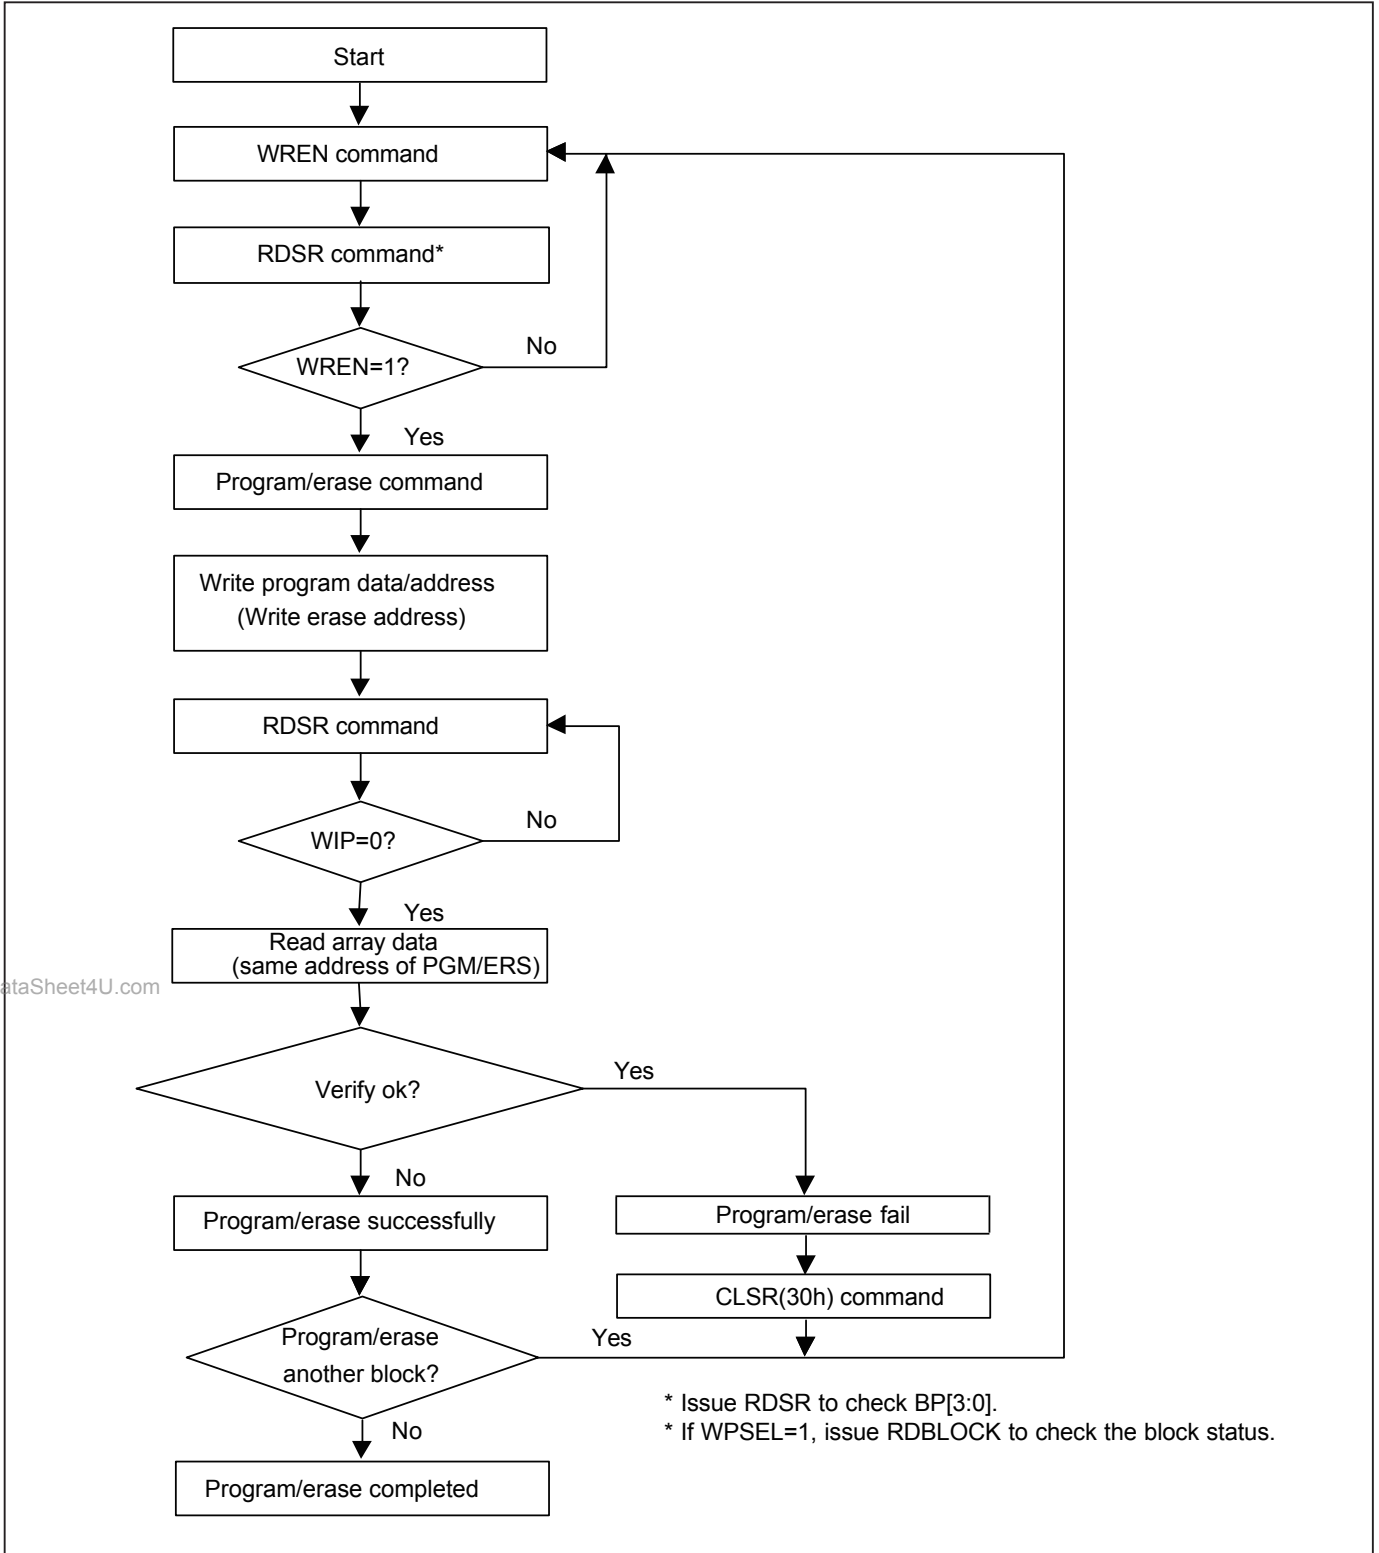 Start
WREN command
RDSR command*
WREN=1?
No
Yes
Program/erase command
Write program data/address
(Write erase address)
RDSR command
WIP=0?
No
Yes
Read array data
(same address of PGM/ERS)
ataSheet4U.com
Verify ok?
Yes
No
Program/erase successfully
Program/erase fail
CLSR(30h) command
Program/erase
another block?
Yes
No
* Issue RDSR to check BP[3:0].
* If WPSEL=1, issue RDBLOCK to check the block status.
Program/erase completed